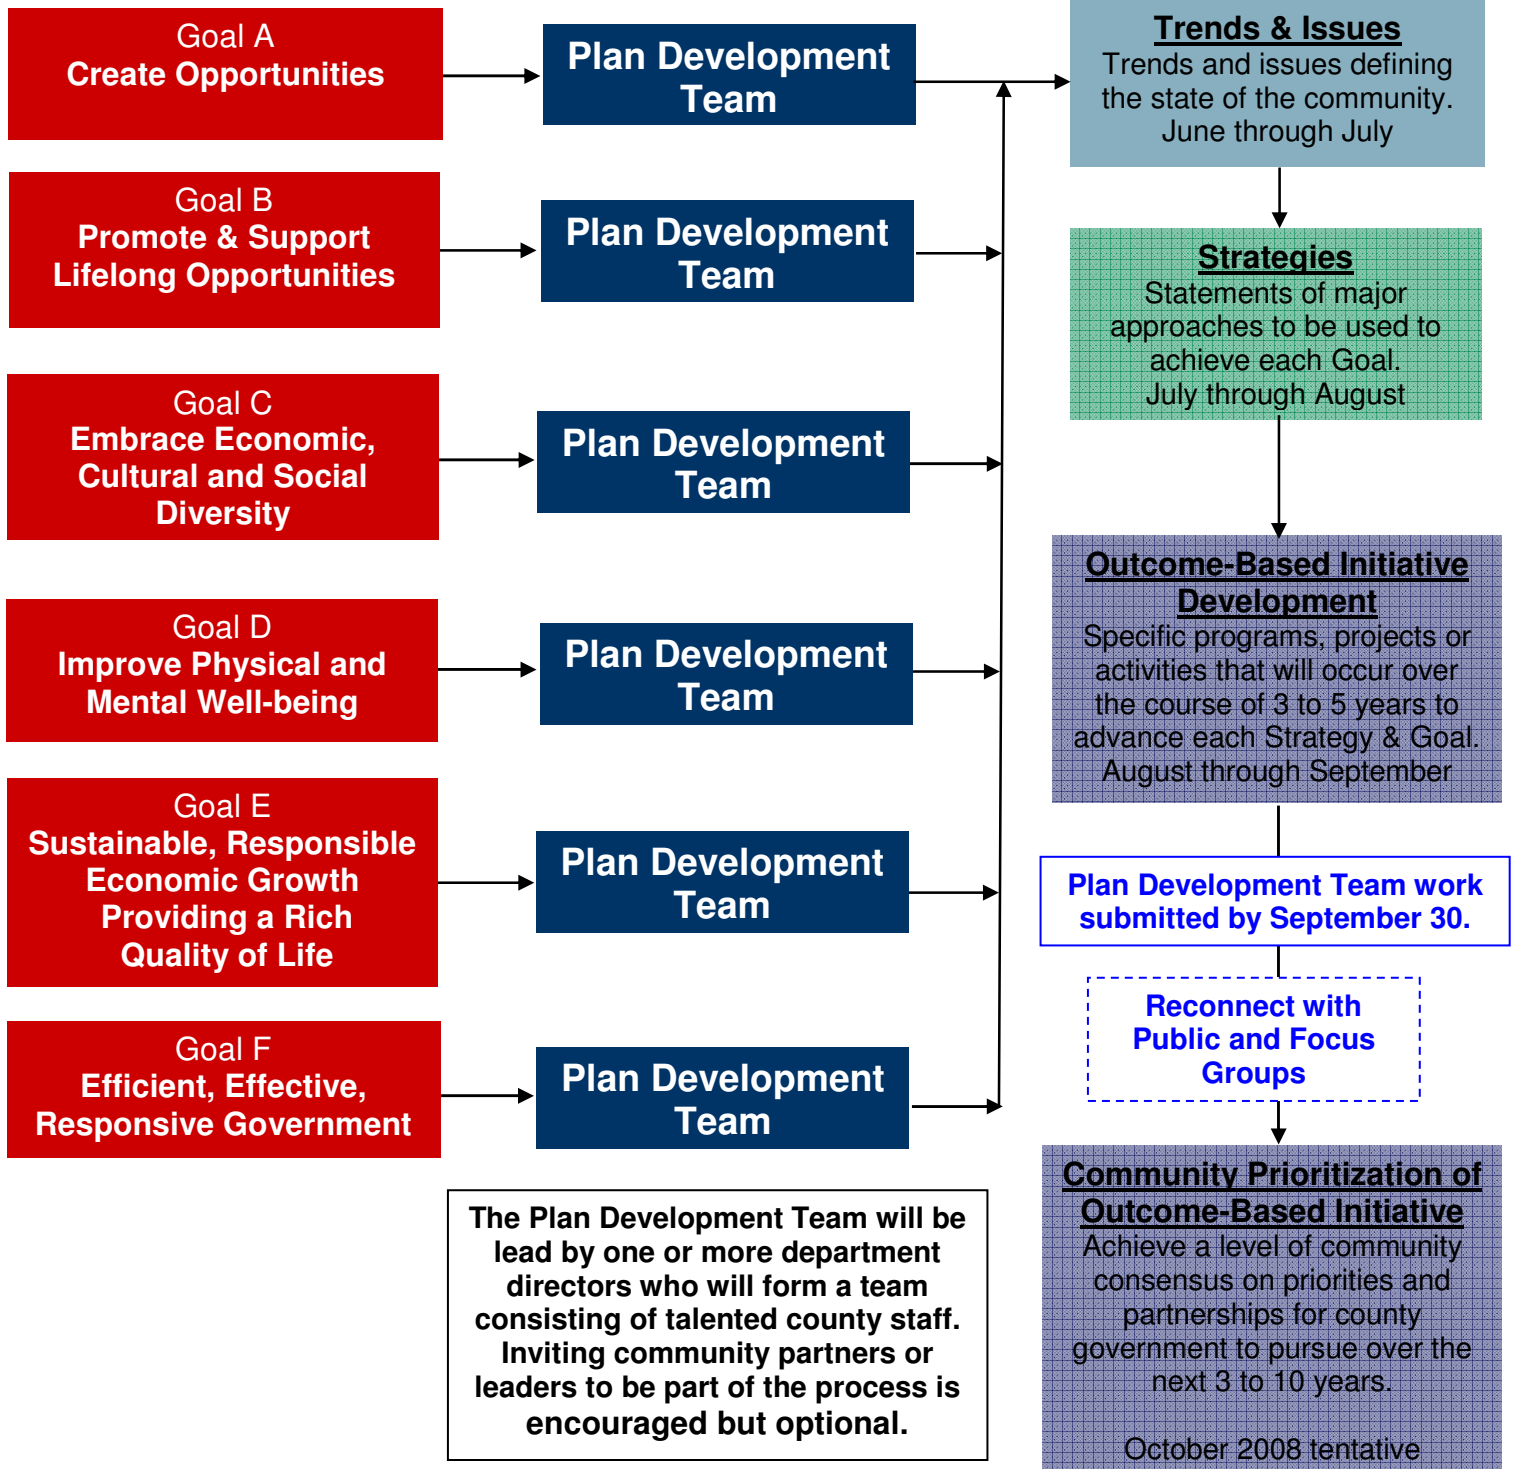 Goal A
Create Opportunities
Plan Development
Team
Goal B
Promote & Support
Lifelong Opportunities
Plan Development
Team
Goal C
Embrace Economic,
Cultural and Social
Diversity
Plan Development
Team
Goal D
Improve Physical and
Mental Well-being
Plan Development
Team
Goal E
Sustainable, Responsible
Economic Growth
Providing a Rich
Quality of Life
Plan Development
Team
Goal F
Efficient, Effective,
Responsive Government
Plan Development
Team
The Plan Development Team will be
lead by one or more department
directors who will form a team
consisting of talented county staff.
Inviting community partners or
leaders to be part of the process is
encouraged but optional.
Trends & Issues
Trends and issues defining
the state of the community.
June through July
Strategies
Statements of major
approaches to be used to
achieve each Goal.
July through August
Outcome-Based Initiative
Development
Specific programs, projects or
activities that will occur over
the course of 3 to 5 years to
advance each Strategy & Goal.
August through September
Plan Development Team work
submitted by September 30.
Reconnect with
Public and Focus
Groups
Community Prioritization of
Outcome-Based Initiative
Achieve a level of community
consensus on priorities and
partnerships for county
government to pursue over the
next 3 to 10 years.
October 2008 tentative